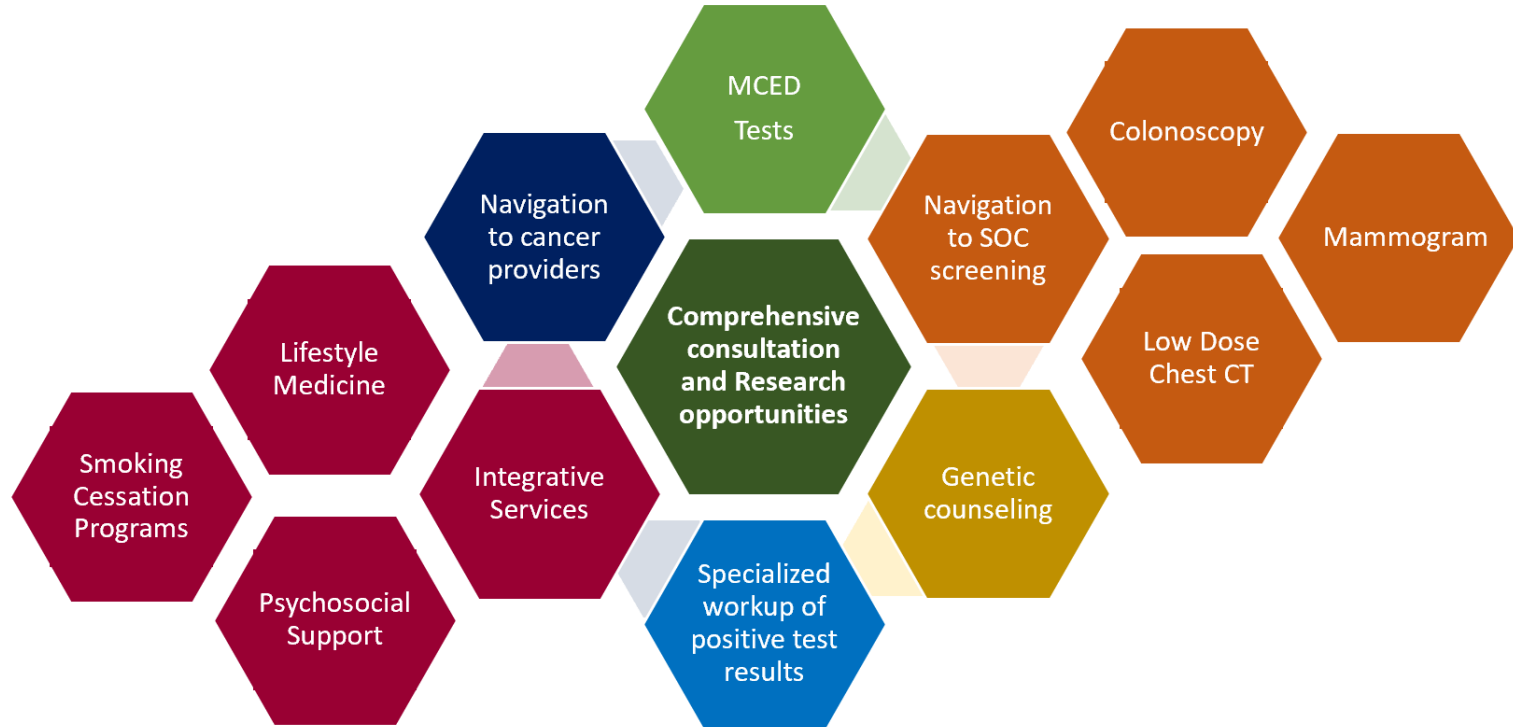 MCED
Tests
Colonoscopy
Navigation
to cancer
providers
Navigation
to SOC
screening
Mammogram
Comprehensive
consultation
and Research
opportunities
Lifestyle
Medicine
Low Dose
Chest CT
Smoking
Cessation
Programs
Integrative
Services
Genetic
counseling
Psychosocial
Support
Specialized
workup of
positive test
results